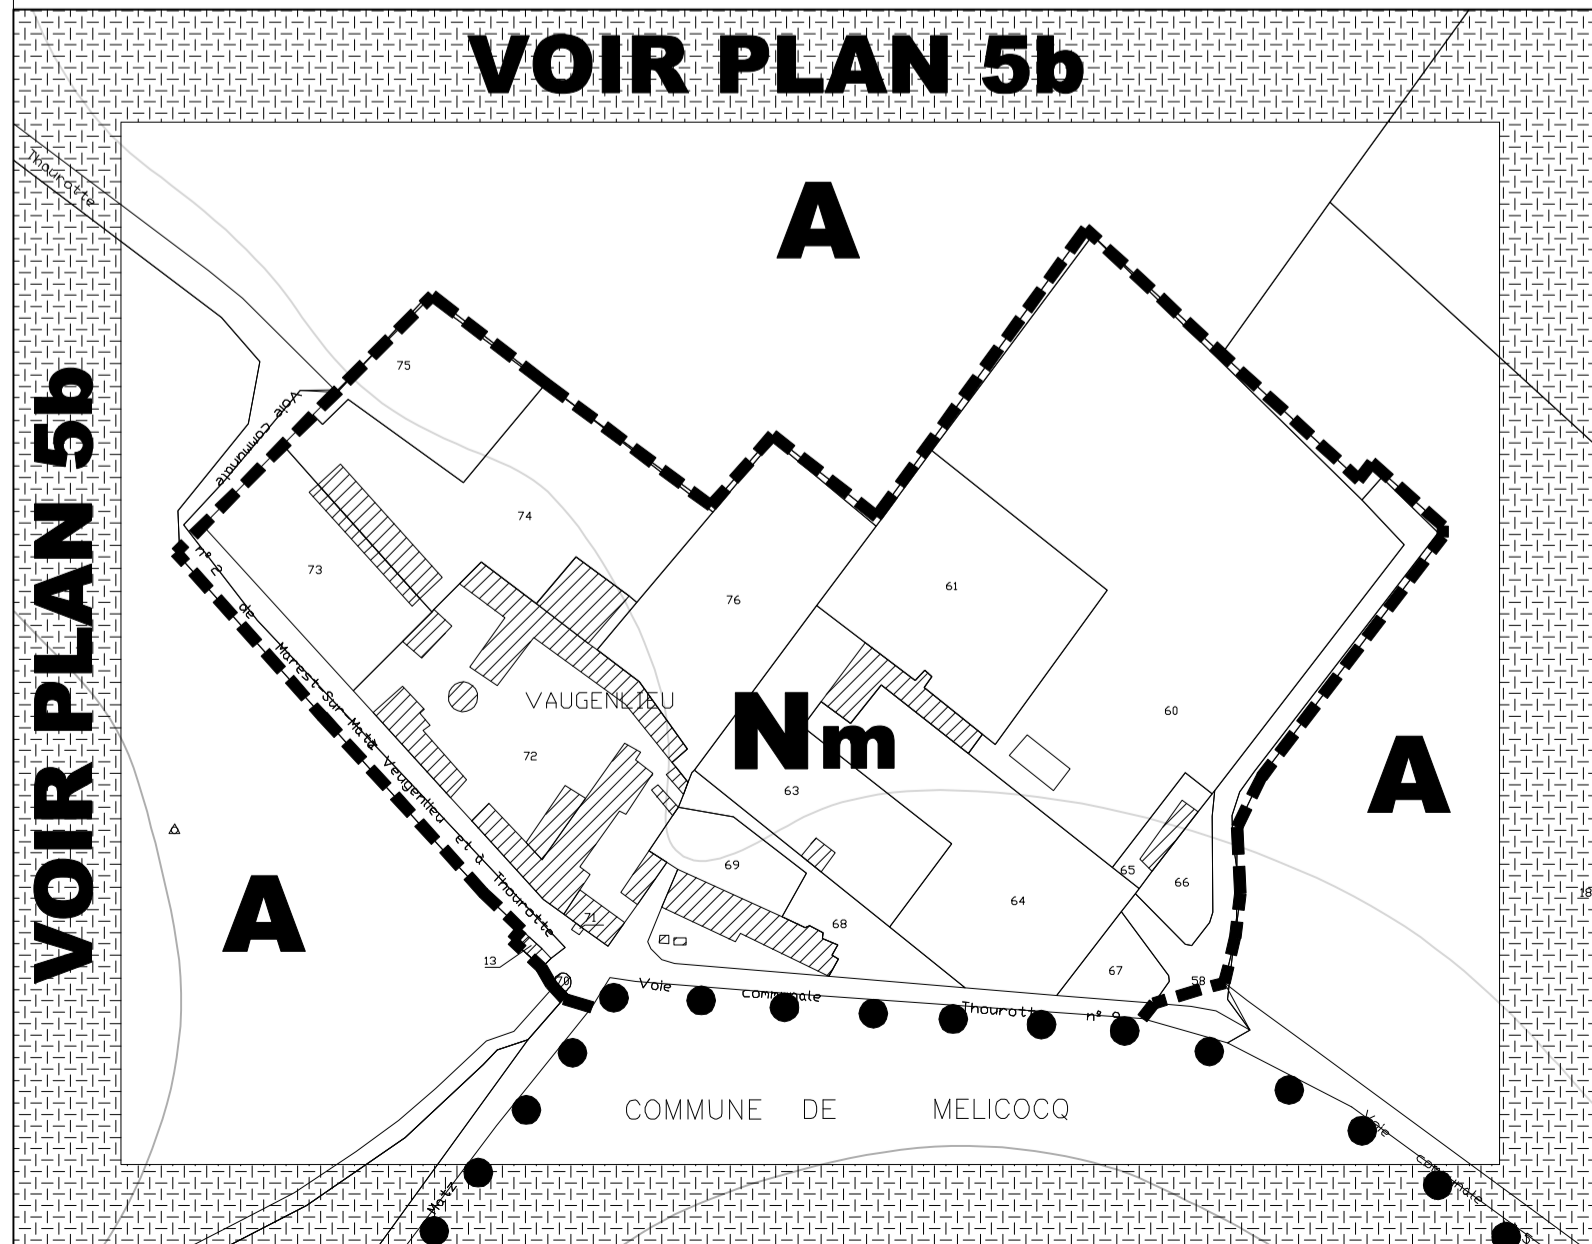 VOIR PLAN 5b
Thourotte
A
VOIR PLAN 5b
75
Voie communale
74
n° 2 de Marest Sur Matz à Vaugenlieu et à Thourotte
73
76
61
VAUGENLIEU
Nm
60
A
72
63
69
65
66
64
A
71
68
13
70
67
58
Voie communale Thourotte n° 9
COMMUNE DE MELICOCQ
Voie communale
Matz